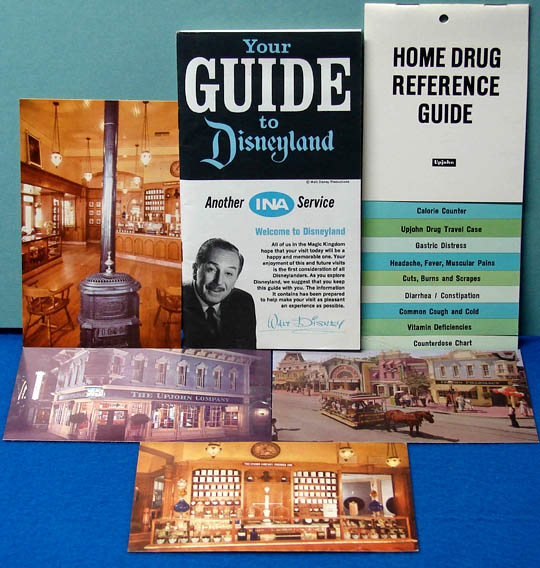 Your
GUIDE
to
Disneyland
© Walt Disney Productions
Another INA Service
Welcome to Disneyland
All of us in the Magic Kingdom
hope that your visit today will be a
happy and memorable one. Your
enjoyment of this and future visits
is the first consideration of all
Disneylanders. As you explore
Disneyland, we suggest that you keep
this guide with you. The information
it contains has been prepared
to help make your visit as pleasant
an experience as possible.
WALT DISNEY
HOME DRUG
REFERENCE
GUIDE
Upjohn
Calorie Counter
Upjohn Drug Travel Case
Gastric Distress
Headache, Fever, Muscular Pains
Cuts, Burns and Scrapes
Diarrhea / Constipation
Common Cough and Cold
Vitamin Deficiencies
Counterdose Chart
THE UPJOHN COMPANY